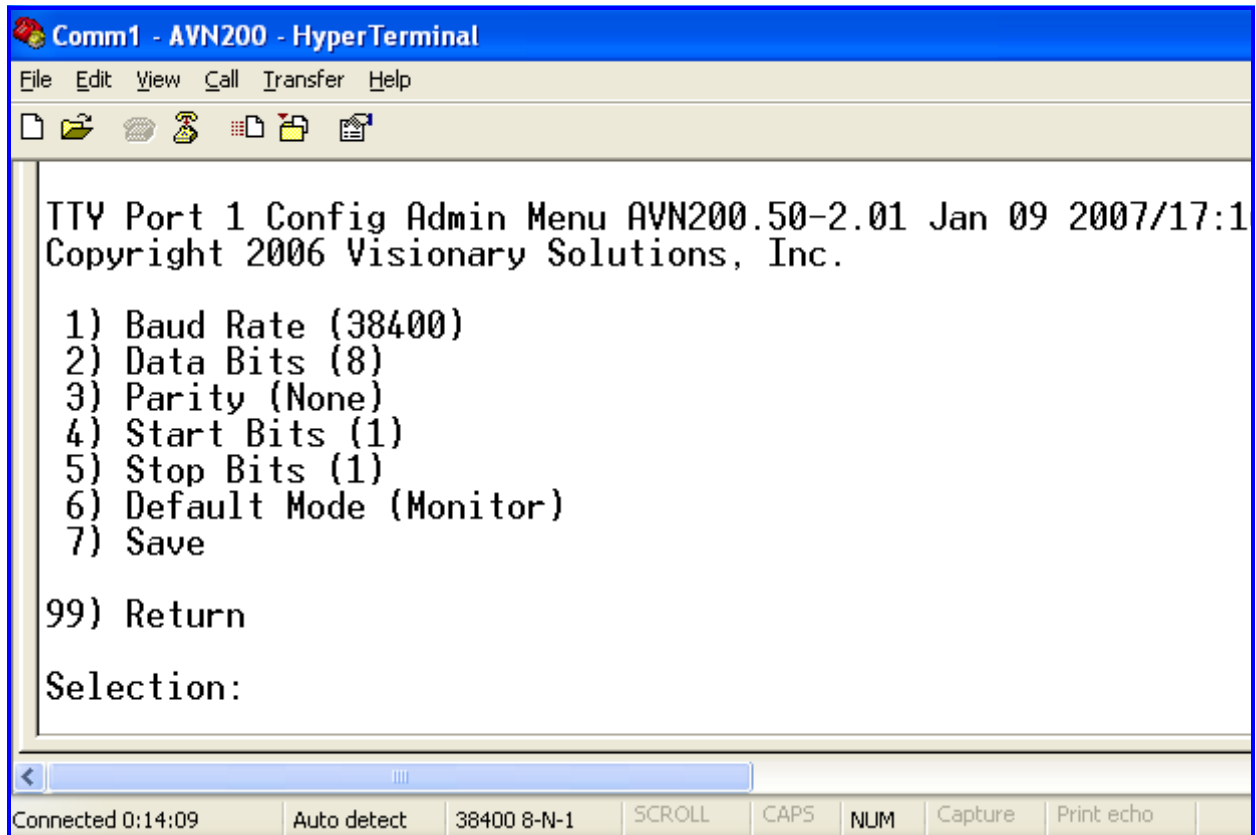 Comm1 - AVN200 - HyperTerminal
File Edit View Call Transfer Help
TTY Port 1 Config Admin Menu AVN200.50-2.01 Jan 09 2007/17:1
Copyright 2006 Visionary Solutions, Inc.
1) Baud Rate (38400)
2) Data Bits (8)
3) Parity (None)
4) Start Bits (1)
5) Stop Bits (1)
6) Default Mode (Monitor)
7) Save
99) Return
Selection:
Connected 0:14:09 Auto detect 38400 8-N-1 SCROLL CAPS NUM Capture Print echo